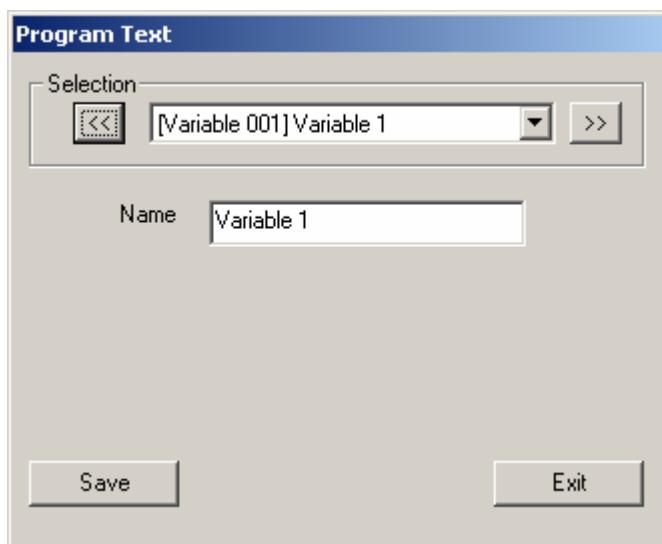 Program Text
Selection
<< [Variable 001] Variable 1 >>
Name Variable 1
Save Exit